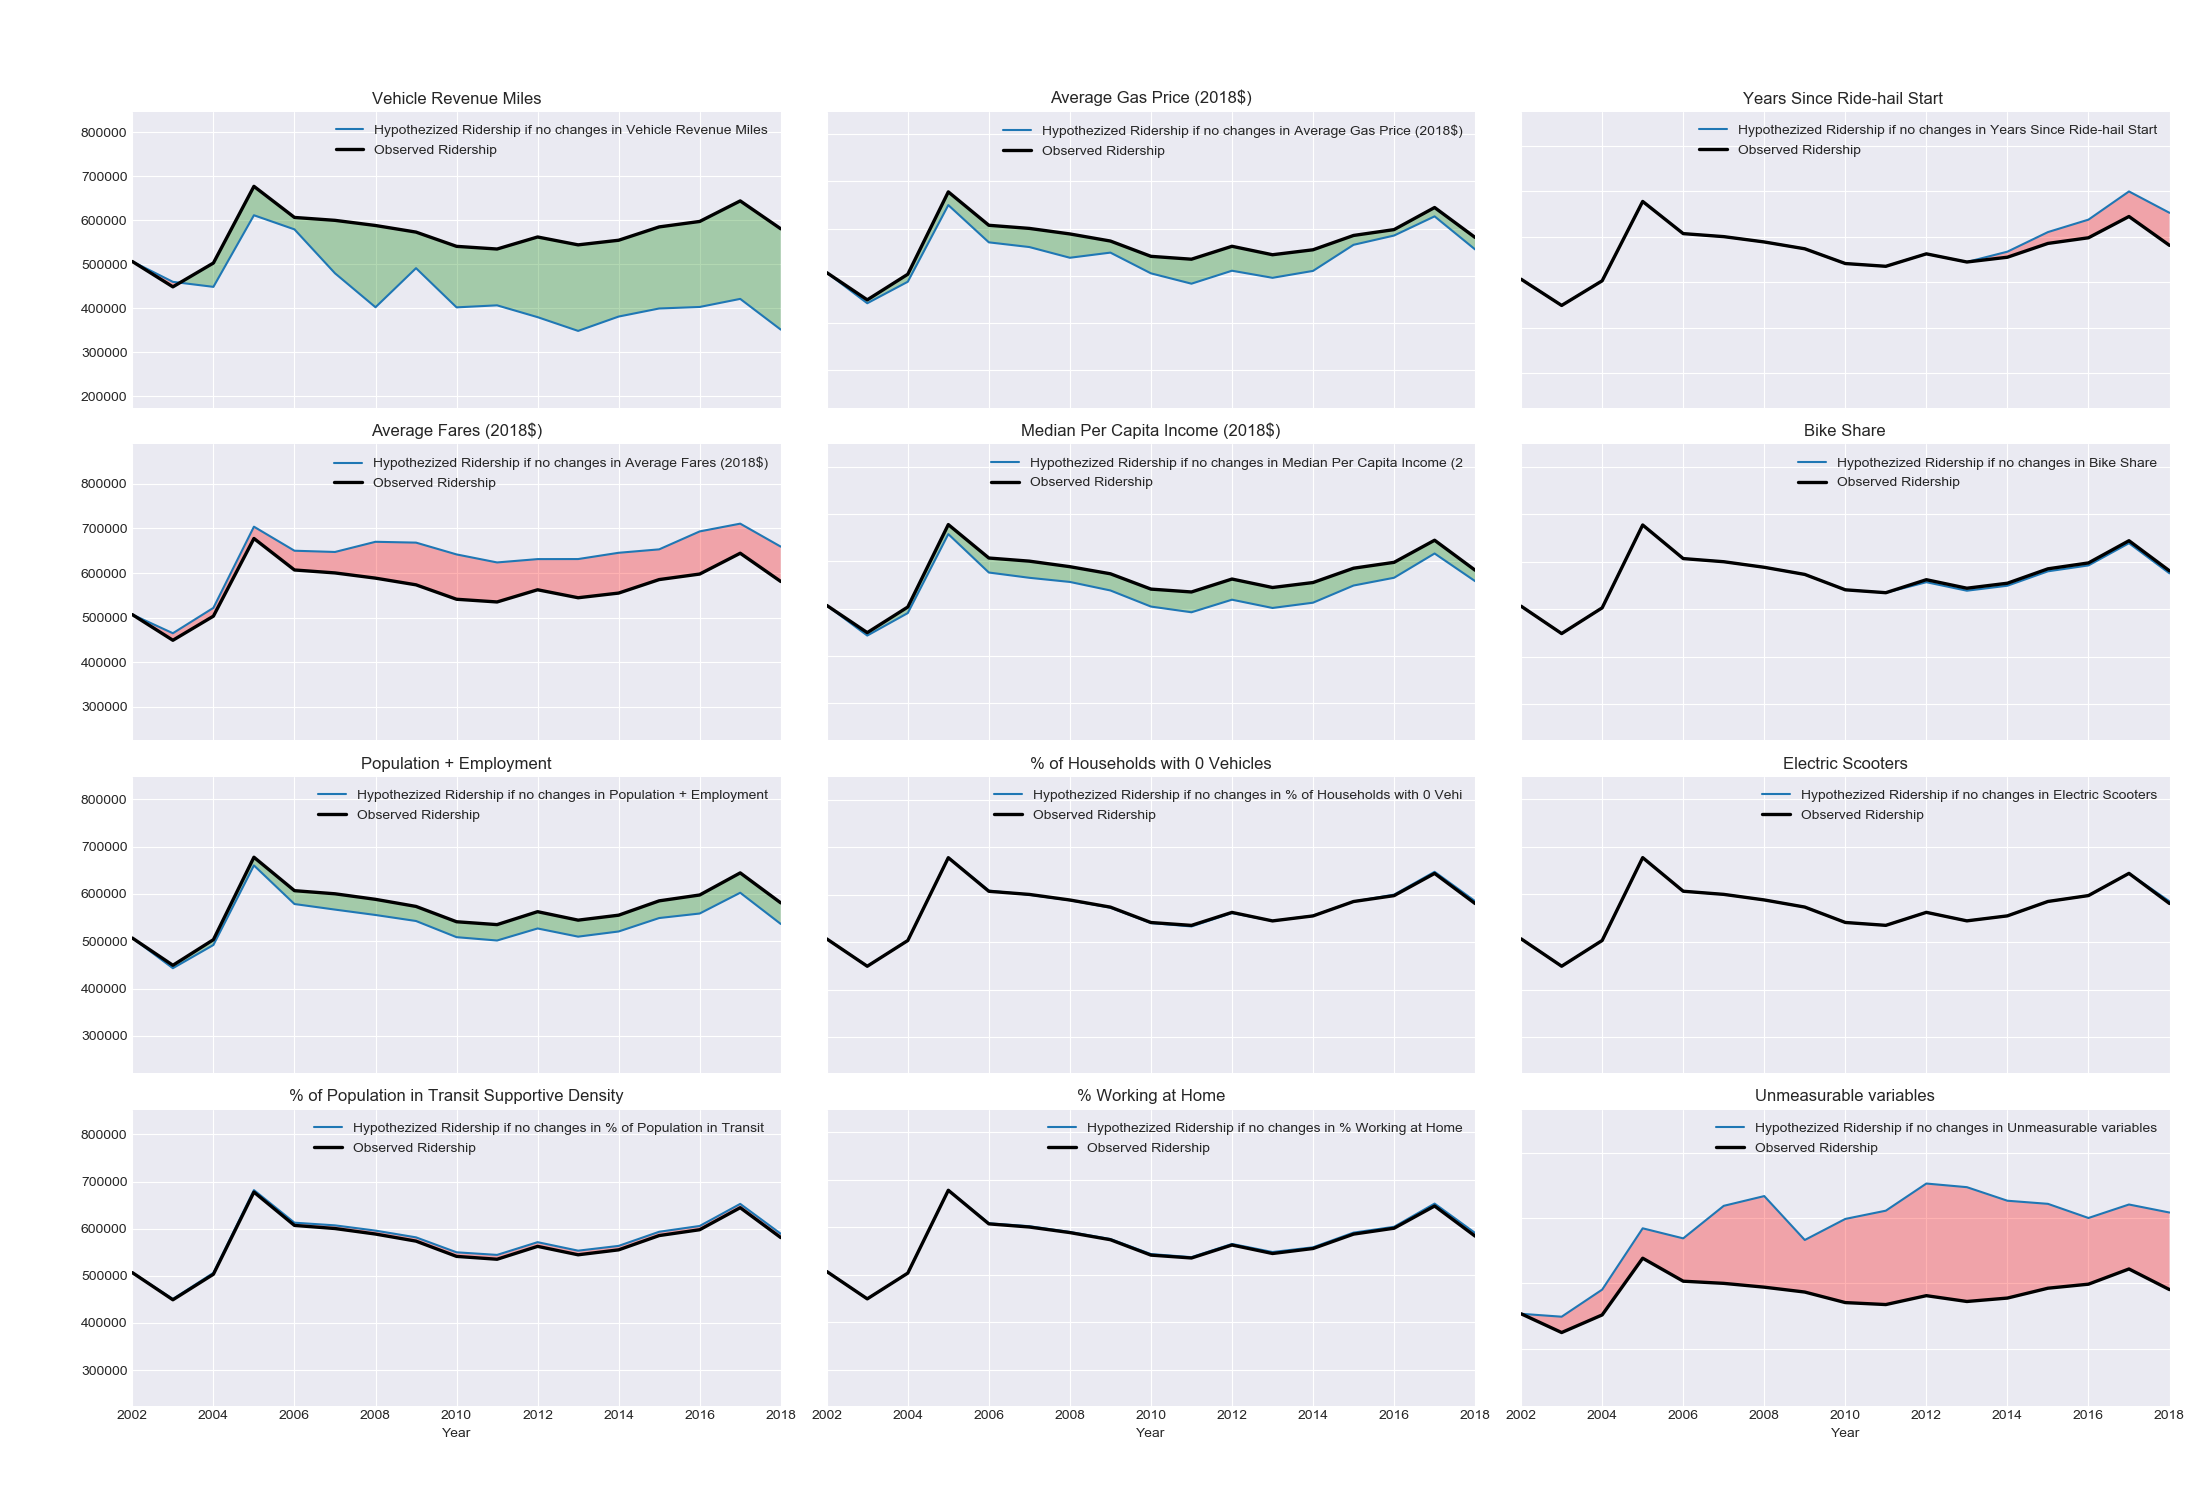 Vehicle Revenue Miles
Hypothezized Ridership if no changes in Vehicle Revenue Miles
Observed Ridership
800000
700000
600000
500000
400000
300000
200000
Average Gas Price (2018$)
Hypothezized Ridership if no changes in Average Gas Price (2018$)
Observed Ridership
Years Since Ride-hail Start
Hypothezized Ridership if no changes in Years Since Ride-hail Start
Observed Ridership
Average Fares (2018$)
Hypothezized Ridership if no changes in Average Fares (2018$)
Observed Ridership
800000
700000
600000
500000
400000
300000
Median Per Capita Income (2018$)
Hypothezized Ridership if no changes in Median Per Capita Income (2
Observed Ridership
Bike Share
Hypothezized Ridership if no changes in Bike Share
Observed Ridership
Population + Employment
Hypothezized Ridership if no changes in Population + Employment
Observed Ridership
800000
700000
600000
500000
400000
300000
% of Households with 0 Vehicles
Hypothezized Ridership if no changes in % of Households with 0 Vehi
Observed Ridership
Electric Scooters
Hypothezized Ridership if no changes in Electric Scooters
Observed Ridership
% of Population in Transit Supportive Density
Hypothezized Ridership if no changes in % of Population in Transit
Observed Ridership
800000
700000
600000
500000
400000
300000
2002 2004 2006 2008 2010 2012 2014 2016 2018
Year
% Working at Home
Hypothezized Ridership if no changes in % Working at Home
Observed Ridership
2002 2004 2006 2008 2010 2012 2014 2016 2018
Year
Unmeasurable variables
Hypothezized Ridership if no changes in Unmeasurable variables
Observed Ridership
2002 2004 2006 2008 2010 2012 2014 2016 2018
Year